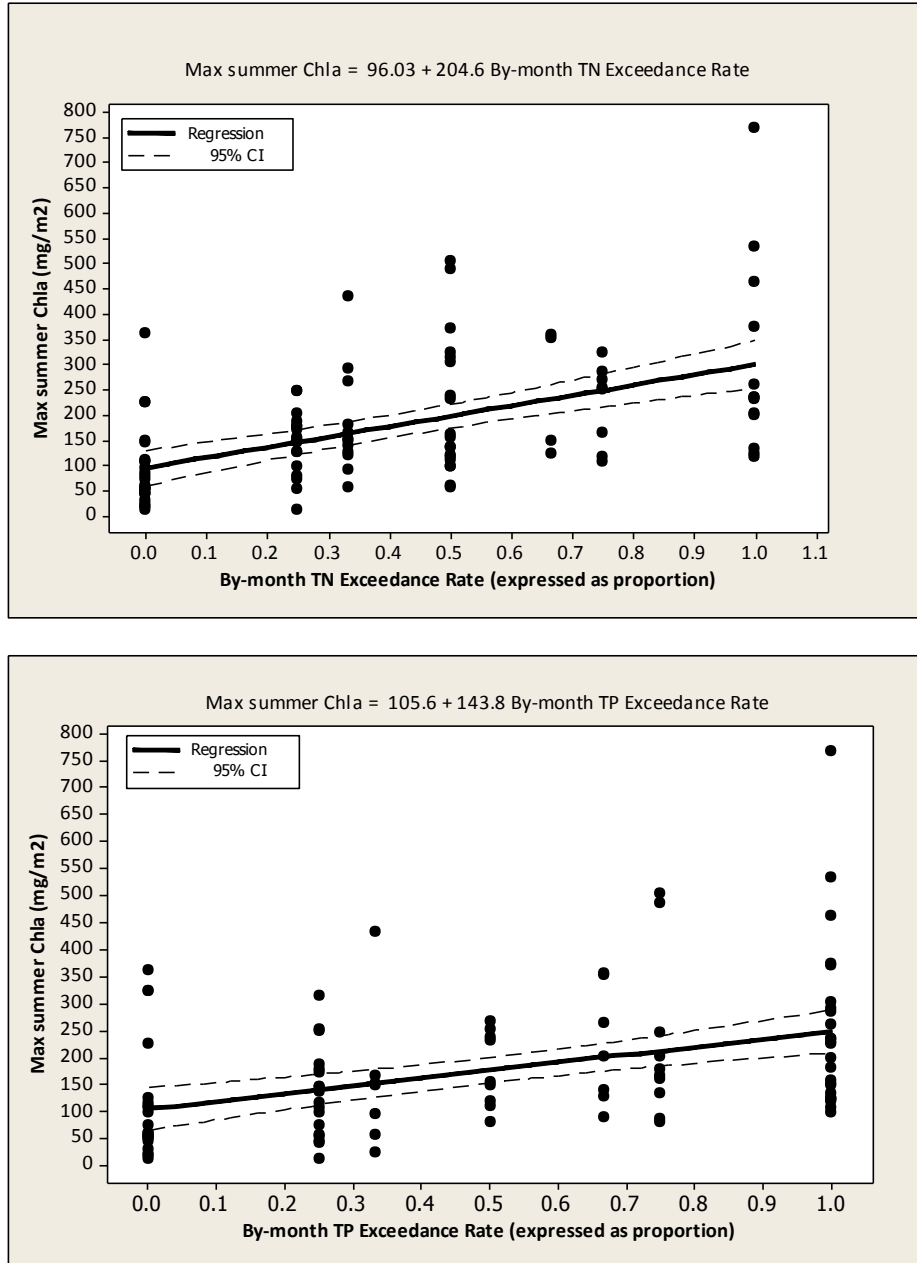 Max summer Chla = 96.03 + 204.6 By-month TN Exceedance Rate
800
750
700
650
600
550
500
450
400
350
300
250
200
150
100
50
0
Max summer Chla (mg/m2)
Regression
95% CI
0.0 0.1 0.2 0.3 0.4 0.5 0.6 0.7 0.8 0.9 1.0 1.1
By-month TN Exceedance Rate (expressed as proportion)
Max summer Chla = 105.6 + 143.8 By-month TP Exceedance Rate
800
750
700
650
600
550
500
450
400
350
300
250
200
150
100
50
0
Max summer Chla (mg/m2)
Regression
95% CI
0.0 0.1 0.2 0.3 0.4 0.5 0.6 0.7 0.8 0.9 1.0
By-month TP Exceedance Rate (expressed as proportion)